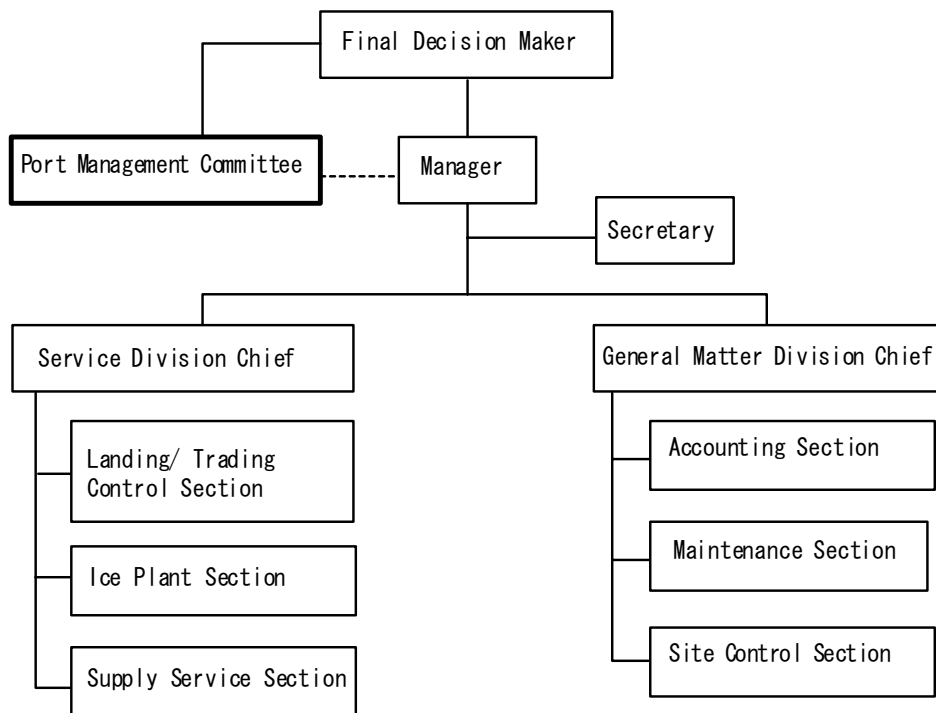 Final Decision Maker
Port Management Committee
Manager
Secretary
Service Division Chief
General Matter Division Chief
Landing/ Trading
Control Section
Accounting Section
Ice Plant Section
Maintenance Section
Supply Service Section
Site Control Section